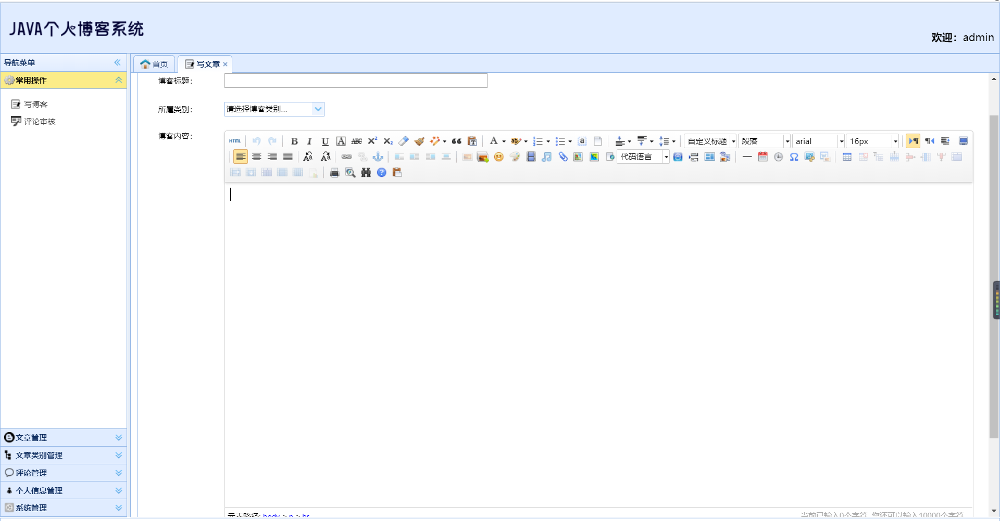 JAVA个人博客系统
欢迎：admin
导航菜单
首页
写文章
常用操作
写博客
评论审核
博客标题：
所属类别：
请选择博客类别...
博客内容：
HTML
自定义标题
段落
arial
16px
代码语言
元素路径: body > p > br
当前已输入0个字符, 您还可以输入10000个字符
文章管理
文章类别管理
评论管理
个人信息管理
系统管理